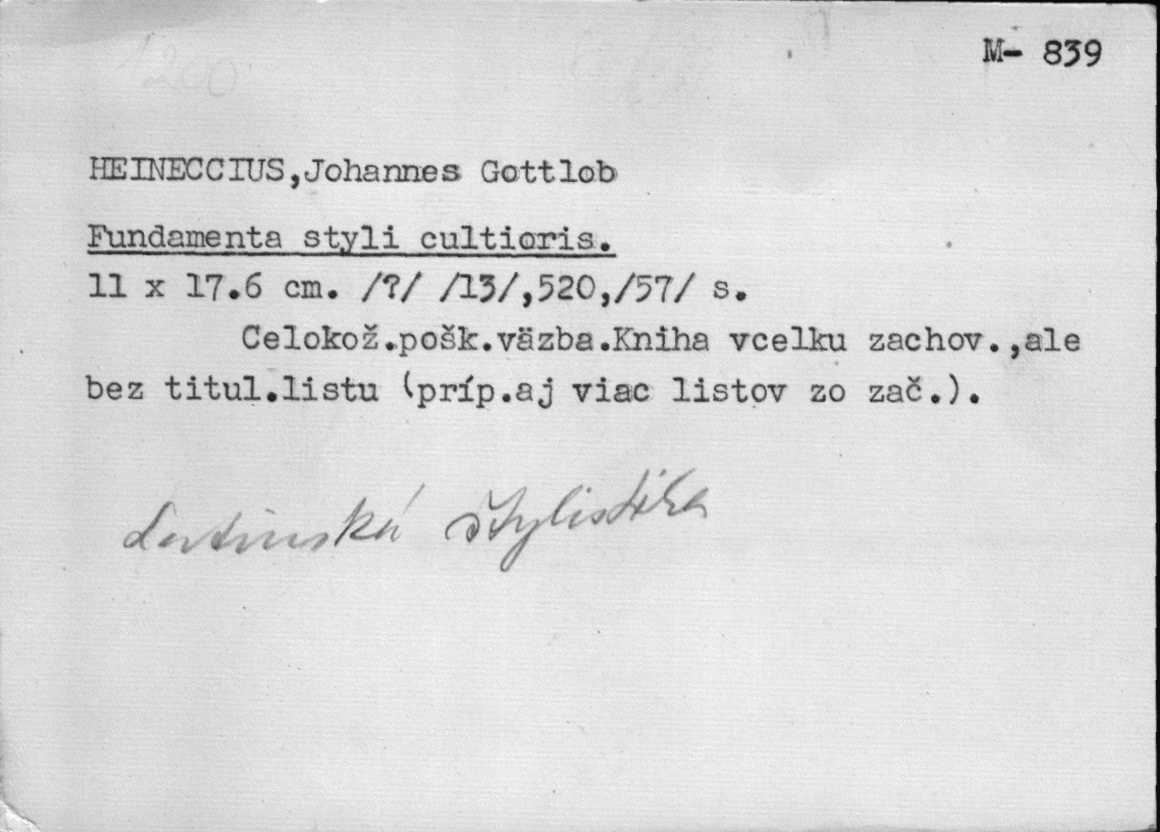 M- 839
HEINECCIUS,Johannes Gottlob
Fundamenta styli cultioris.
11 x 17.6 cm. /?/ /13/,520,/57/ s.
Celokož.pošk.väzba.Kniha vcelku zachov.,ale
bez titul.listu (príp.aj viac listov zo zač.).
Latinská štylistika